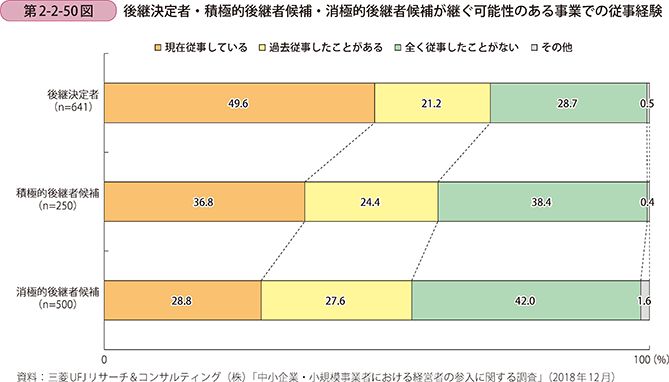 第2-2-50図 後継決定者・積極的後継者候補・消極的後継者候補が継ぐ可能性のある事業での従事経験
現在従事している 過去従事したことがある 全く従事したことがない その他
後継決定者
(n=641)
49.6 21.2 28.7 0.5
積極的後継者候補
(n=250)
36.8 24.4 38.4 0.4
消極的後継者候補
(n=500)
28.8 27.6 42.0 1.6
0 100 (%)
資料：三菱UFJリサーチ&コンサルティング（株）「中小企業・小規模事業者における経営者の参入に関する調査」（2018年12月）